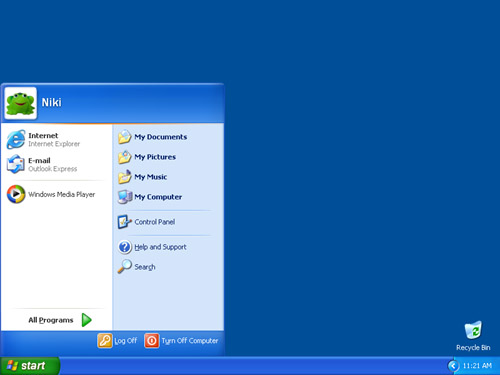 Niki
Internet
Internet Explorer
E-mail
Outlook Express
Windows Media Player
All Programs
My Documents
My Pictures
My Music
My Computer
Control Panel
Help and Support
Search
Log Off
Turn Off Computer
Recycle Bin
start
11:21 AM